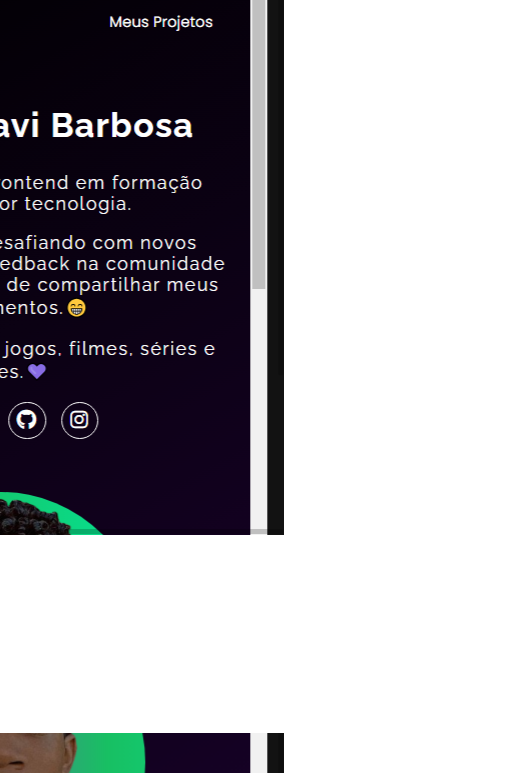 Meus Projetos
avi Barbosa
rontend em formação
or tecnologia.
esafiando com novos
edback na comunidade
de compartilhar meus
mentos.😁
jogos, filmes, séries e
es.💜